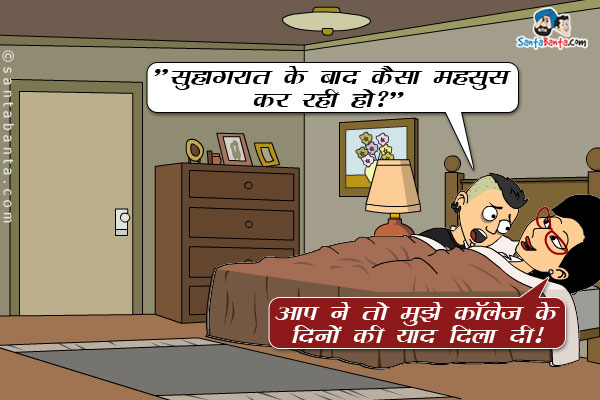 SantaBanta.com
©santabanta.com
"सुहागरात के बाद कैसा महसुस
कर रही हो?"
आप ने तो मुझे कॉलेज के
दिनों की याद दिला दी!